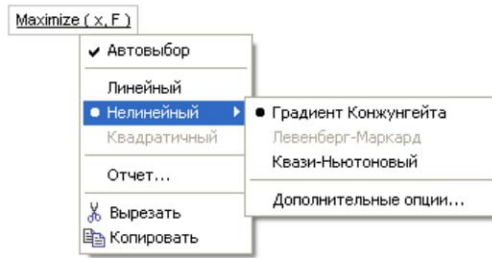 Maximize ( x, F )
Автовыбор
Линейный
Нелинейный
Квадратичный
Отчет...
Вырезать
Копировать
Градиент Конжунгейта
Левенберг-Маркард
Квази-Ньютоновый
Дополнительные опции...